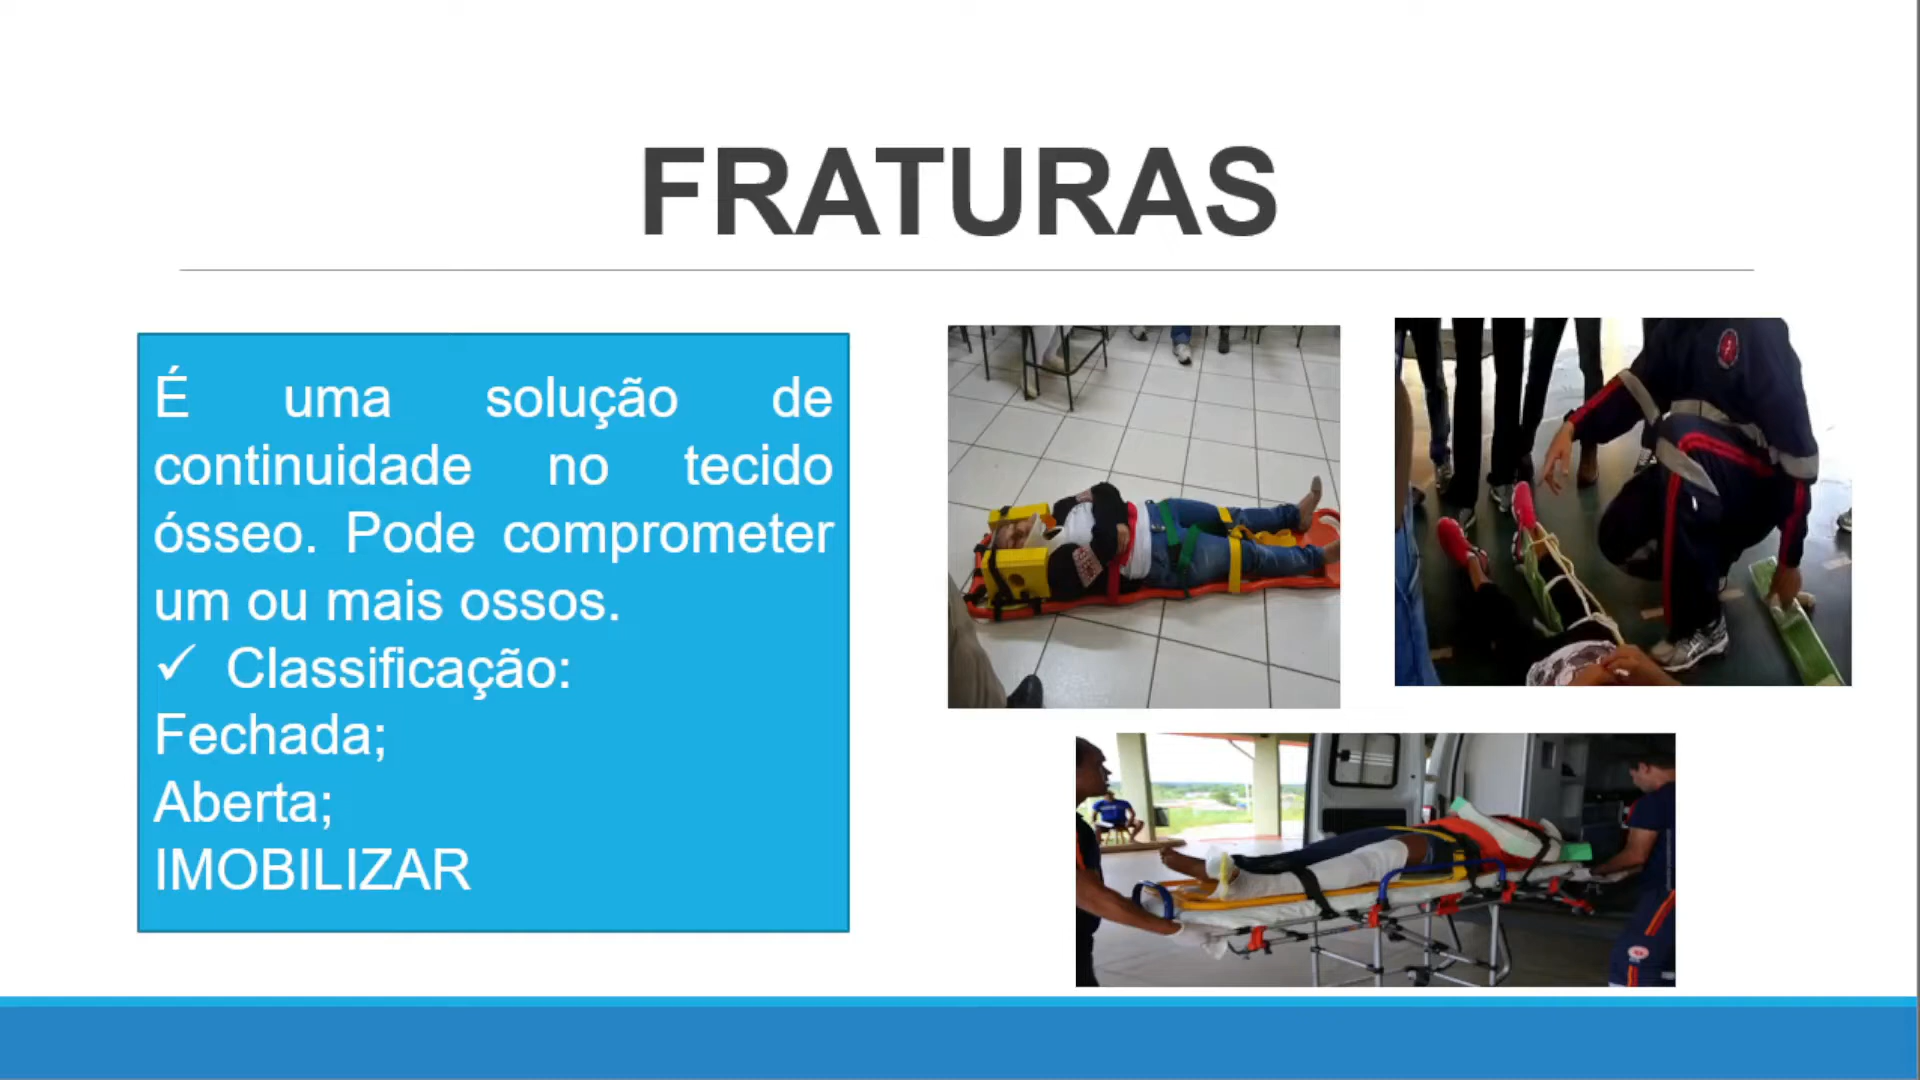 FRATURAS
É uma solução de
continuidade no tecido
ósseo. Pode comprometer
um ou mais ossos.
✓ Classificação:
Fechada;
Aberta;
IMOBILIZAR